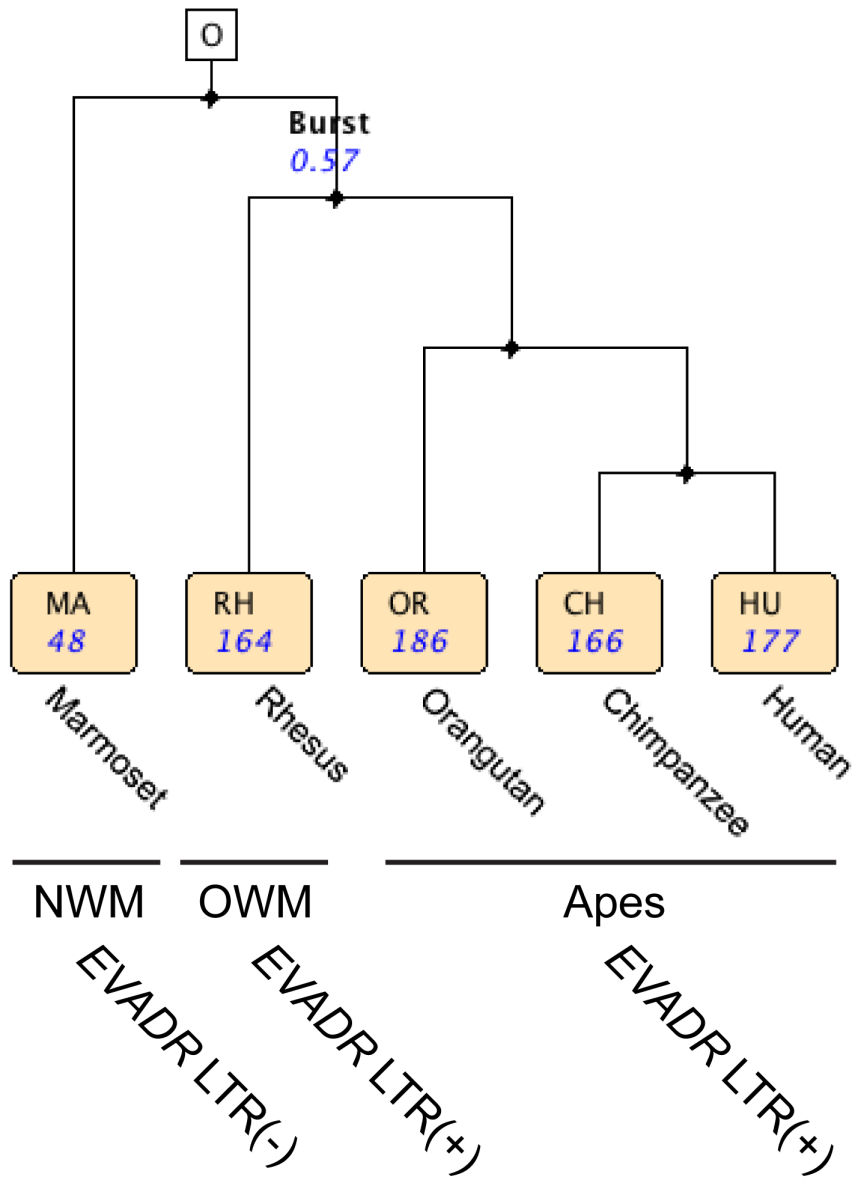 O
Burst
0.57
MA
48
RH
164
OR
186
CH
166
HU
177
Marmoset
Rhesus
Orangutan
Chimpanzee
Human
NWM
OWM
Apes
EVADR LTR(-)
EVADR LTR(+)
EVADR LTR(+)